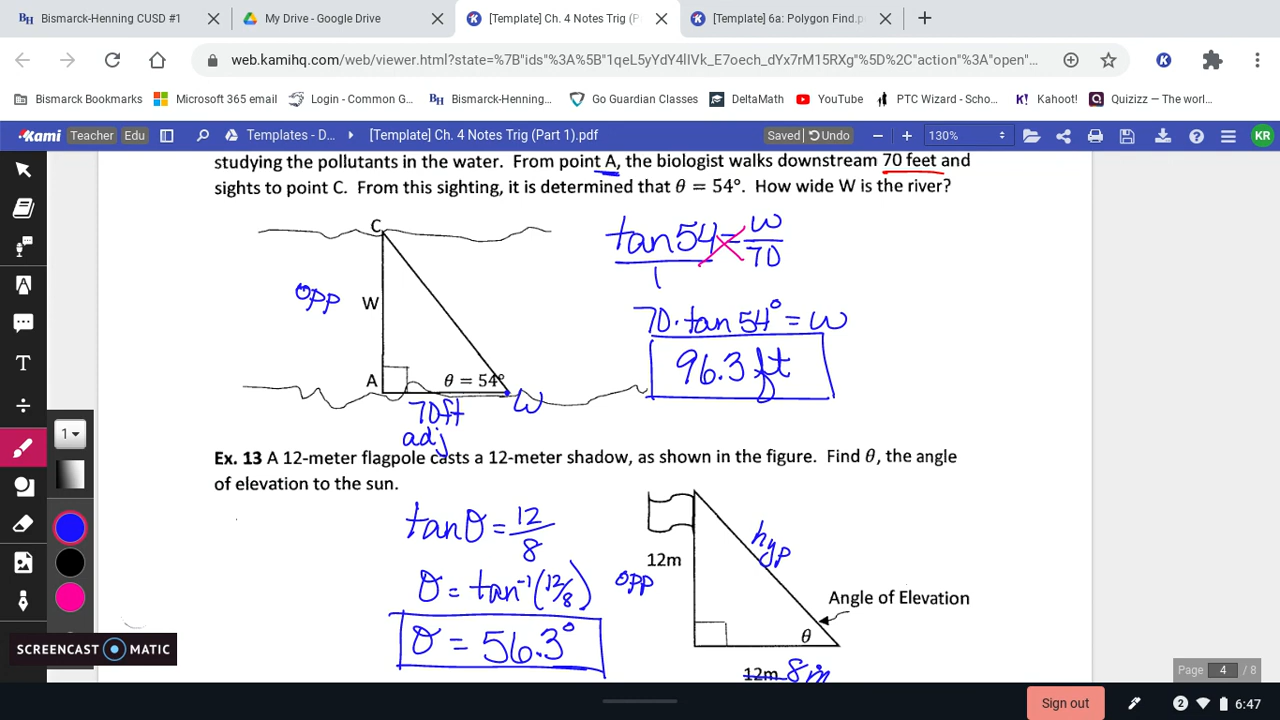 Bismarck-Henning CUSD #1
My Drive - Google Drive
[Template] Ch. 4 Notes Trig (P
[Template] 6a: Polygon Find.p
web.kamihq.com/web/viewer.html?state=%7B"ids"%3A%5B"1qeL5yYdY4lIVk_E7oech_dYx7rM15RXg"%5D%2C"action"%3A"open"...
Bismarck Bookmarks
Microsoft 365 email
Login - Common G...
Bismarck-Henning...
Go Guardian Classes
DeltaMath
YouTube
PTC Wizard - Scho...
Kahoot!
Quizizz — The worl...
Kami
Teacher
Edu
Templates - D...
[Template] Ch. 4 Notes Trig (Part 1).pdf
Saved
Undo
130%
KR
studying the pollutants in the water. From point A, the biologist walks downstream 70 feet and
sights to point C. From this sighting, it is determined that θ = 54°. How wide W is the river?
C
W
A
θ = 54°
opp
70ft
adj
W
tan54 = w/70
1
70·tan 54° = w
96.3 ft
Ex. 13 A 12-meter flagpole casts a 12-meter shadow, as shown in the figure. Find θ, the angle
of elevation to the sun.
tanθ = 12/8
θ = tan⁻¹(12/8)
θ = 56.3°
12m
opp
hyp
Angle of Elevation
θ
12m 8m
1
SCREENCAST MATIC
Page 4 / 8
Sign out
2
6:47